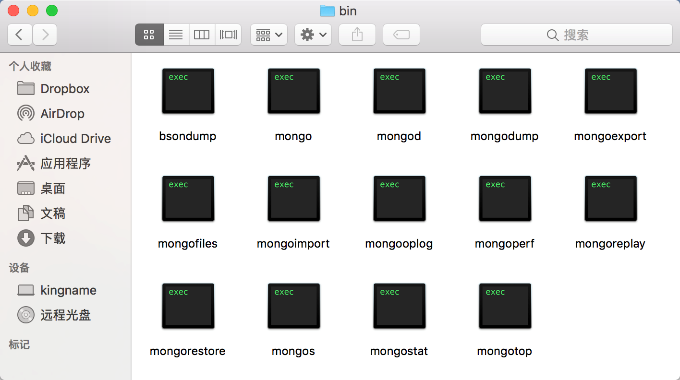 bin
搜索
个人收藏
Dropbox
AirDrop
iCloud Drive
应用程序
桌面
文稿
下载
设备
kingname
远程光盘
标记
exec exec exec exec exec
bsondump mongo mongod mongodump mongoexport
exec exec exec exec exec
mongofiles mongoimport mongooplog mongoperf mongoreplay
exec exec exec exec
mongorestore mongos mongostat mongotop